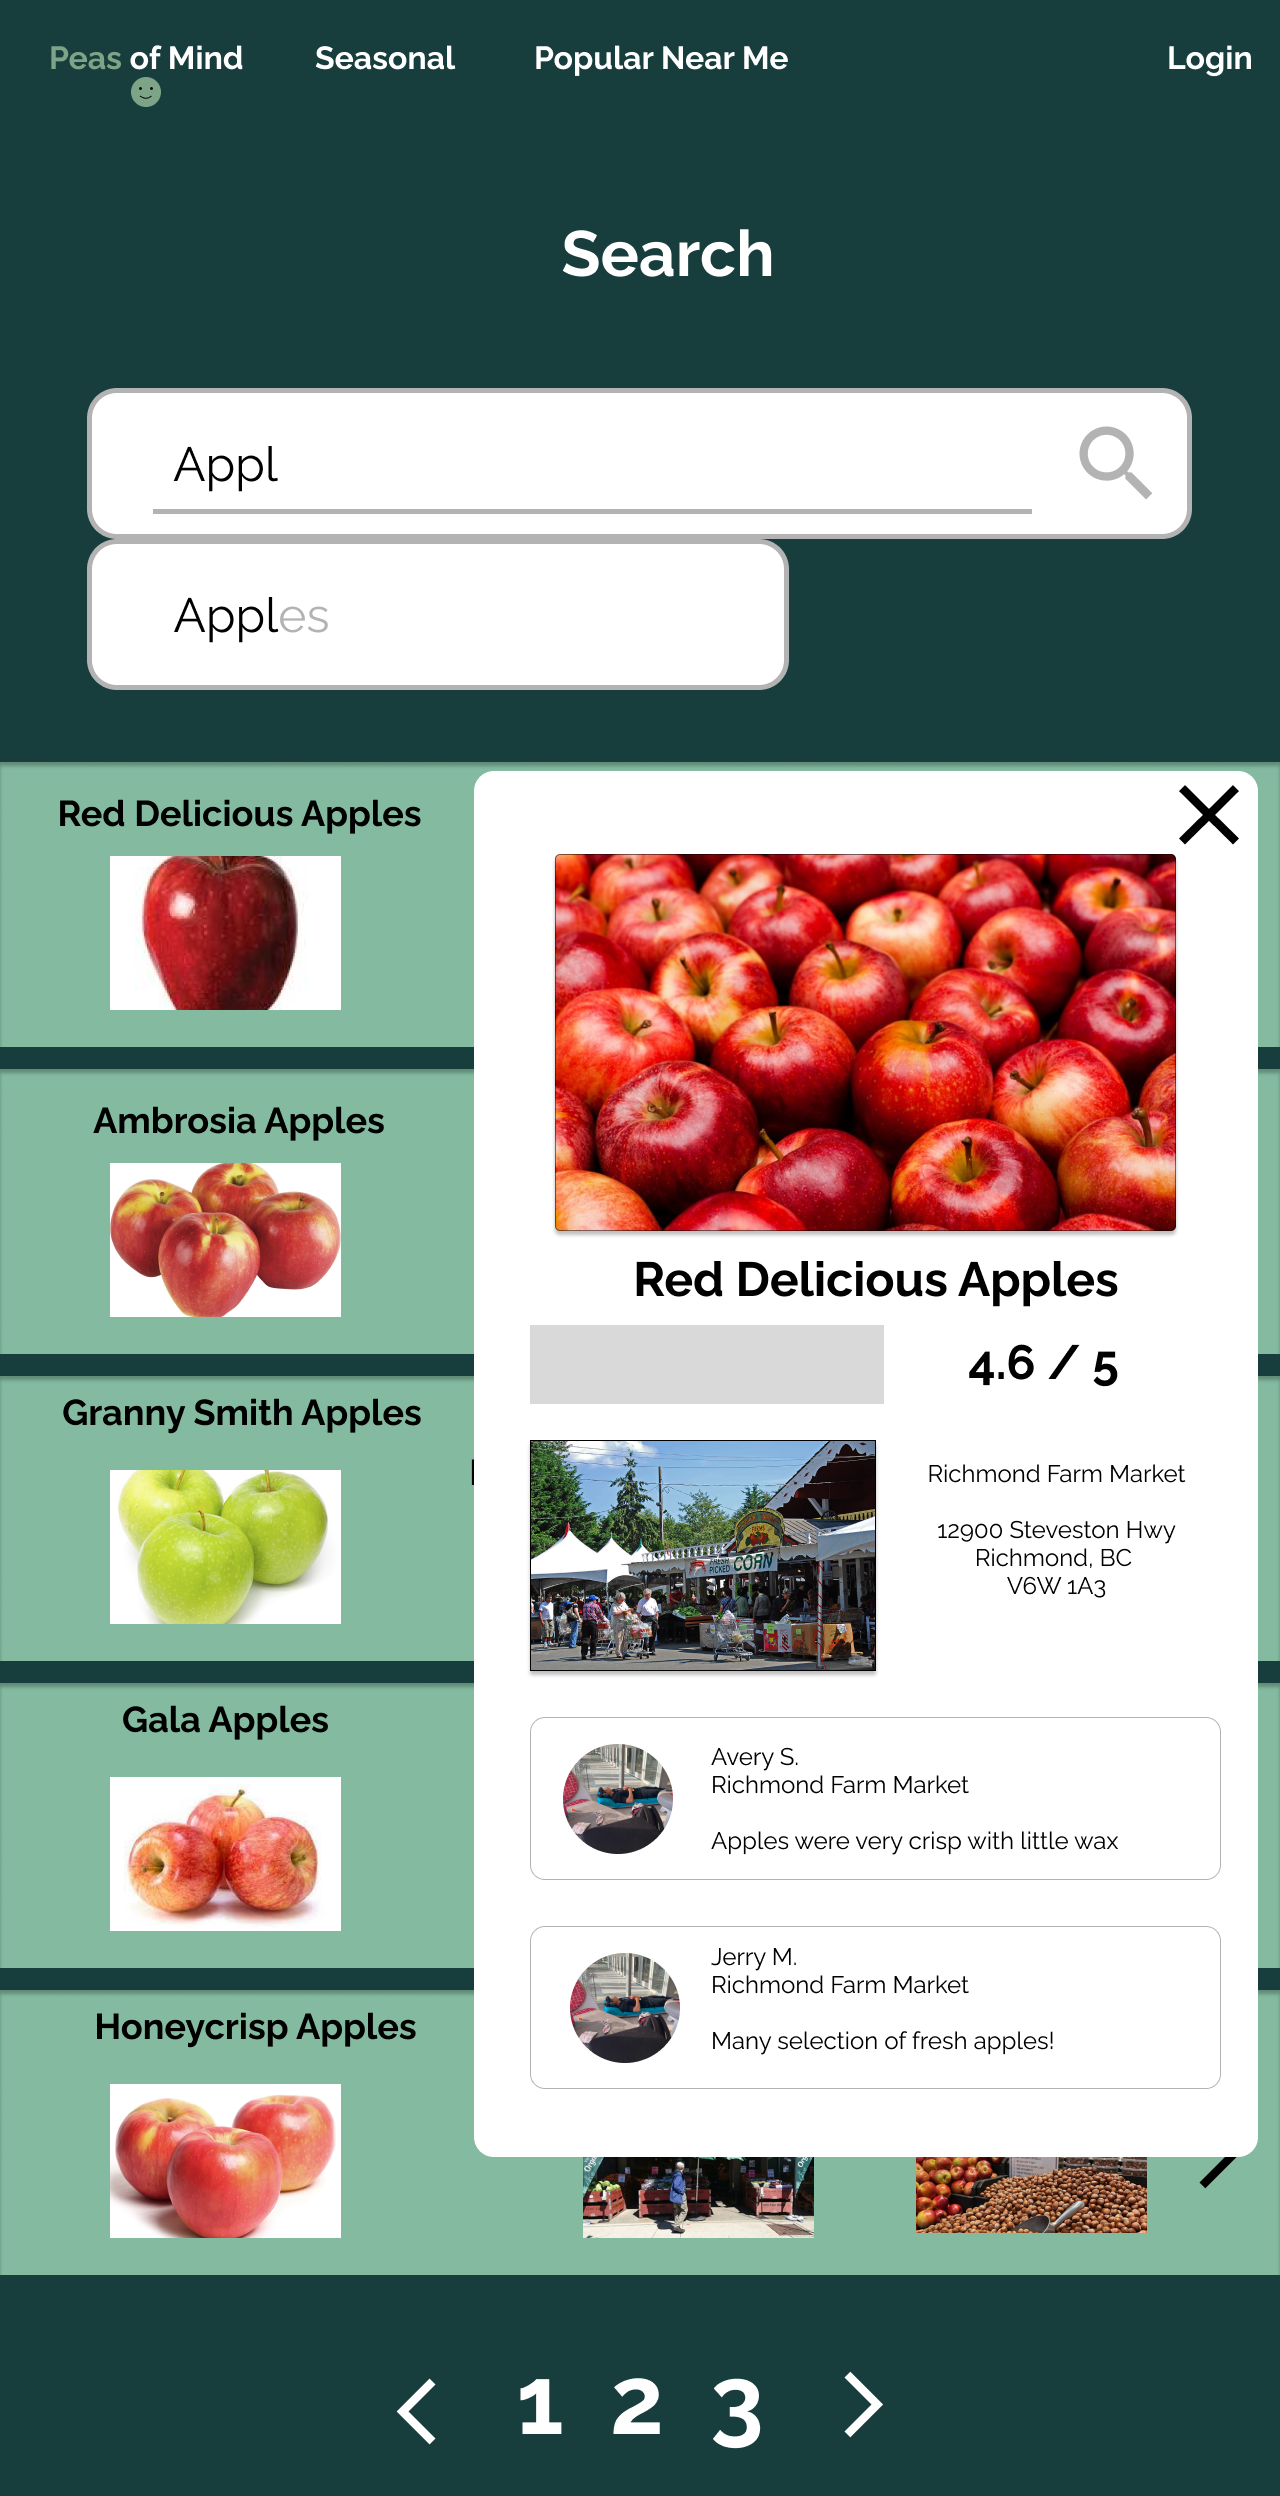 Peas of Mind
Seasonal
Popular Near Me
Login
Search
Appl
Apples
Red Delicious Apples
Ambrosia Apples
Granny Smith Apples
Gala Apples
Honeycrisp Apples
Red Delicious Apples
4.6 / 5
FRESH
PICKED
CORN
Richmond Farm Market
12900 Steveston Hwy
Richmond, BC
V6W 1A3
Avery S.
Richmond Farm Market
Apples were very crisp with little wax
Jerry M.
Richmond Farm Market
Many selection of fresh apples!
1 2 3